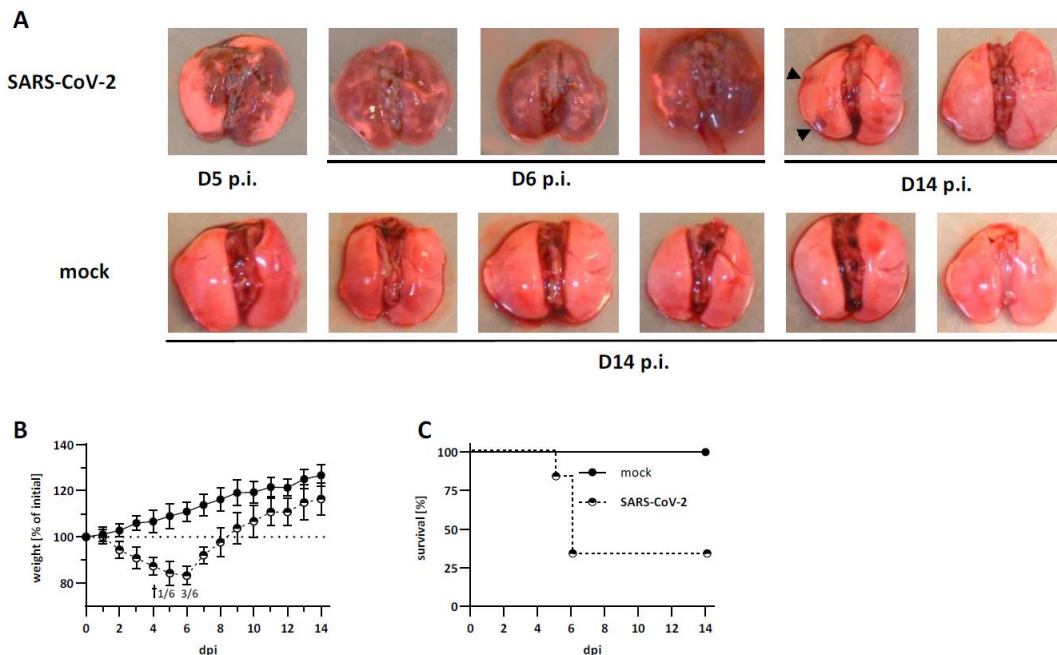 A
SARS-CoV-2
D5 p.i.
D6 p.i.
D14 p.i.
mock
D14 p.i.
B
C
weight [% of initial]
140
120
100
80
†1/6 3/6
0 2 4 6 8 10 12 14
dpi
survival [%]
100
75
50
25
0
mock
SARS-CoV-2
0 2 4 6 8 10 12 14
dpi